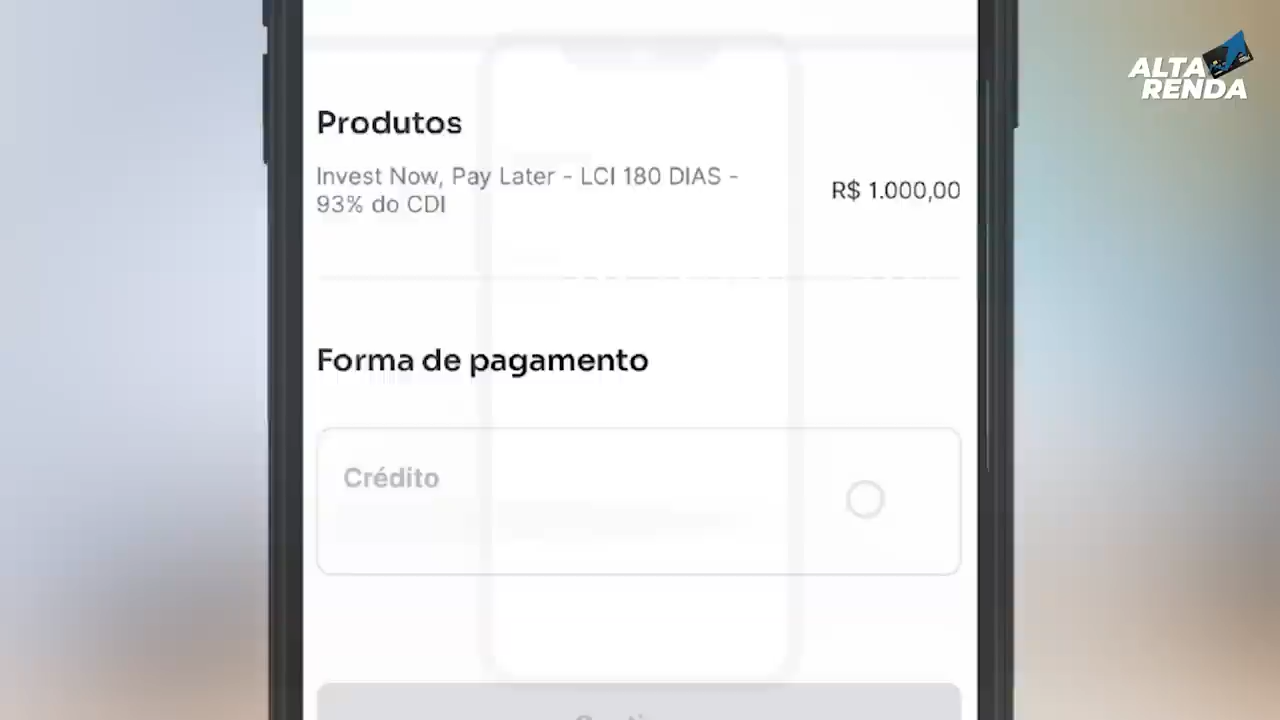 ALTA
RENDA
Produtos
Invest Now, Pay Later - LCI 180 DIAS -
93% do CDI
R$ 1.000,00
Forma de pagamento
Crédito